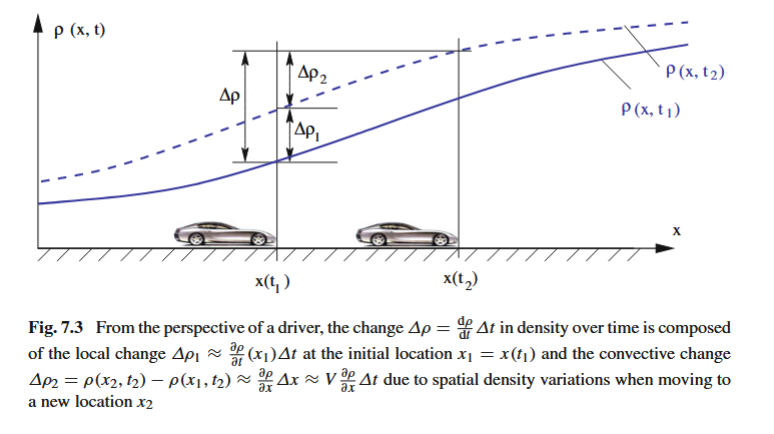 ρ (x, t)
Δρ₂
Δρ
ρ (x, t₂)
Δρ₁
ρ (x, t₁)
x
x(t₁)
x(t₂)
Fig. 7.3 From the perspective of a driver, the change Δρ = dρ/dt Δt in density over time is composed
of the local change Δρ₁ ≈ ∂ρ/∂t (x₁)Δt at the initial location x₁ = x(t₁) and the convective change
Δρ₂ = ρ(x₂, t₂) − ρ(x₁, t₂) ≈ ∂ρ/∂x Δx ≈ V ∂ρ/∂x Δt due to spatial density variations when moving to
a new location x₂